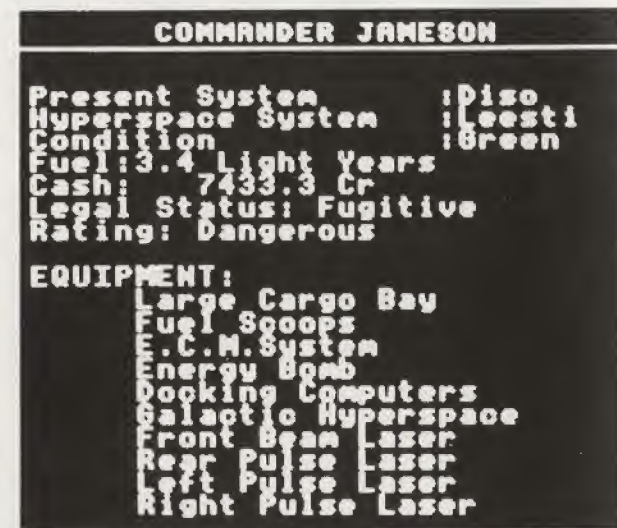 COMMANDER JAMESON
Present System :Diso
Hyperspace System :Leesti
Condition :Green
Fuel:3.4 Light Years
Cash: 7433.3 Cr
Legal Status: Fugitive
Rating: Dangerous
EQUIPMENT:
Large Cargo Bay
Fuel Scoops
E.C.M.System
Energy Bomb
Docking Computers
Galactic Hyperspace
Front Beam Laser
Rear Pulse Laser
Left Pulse Laser
Right Pulse Laser